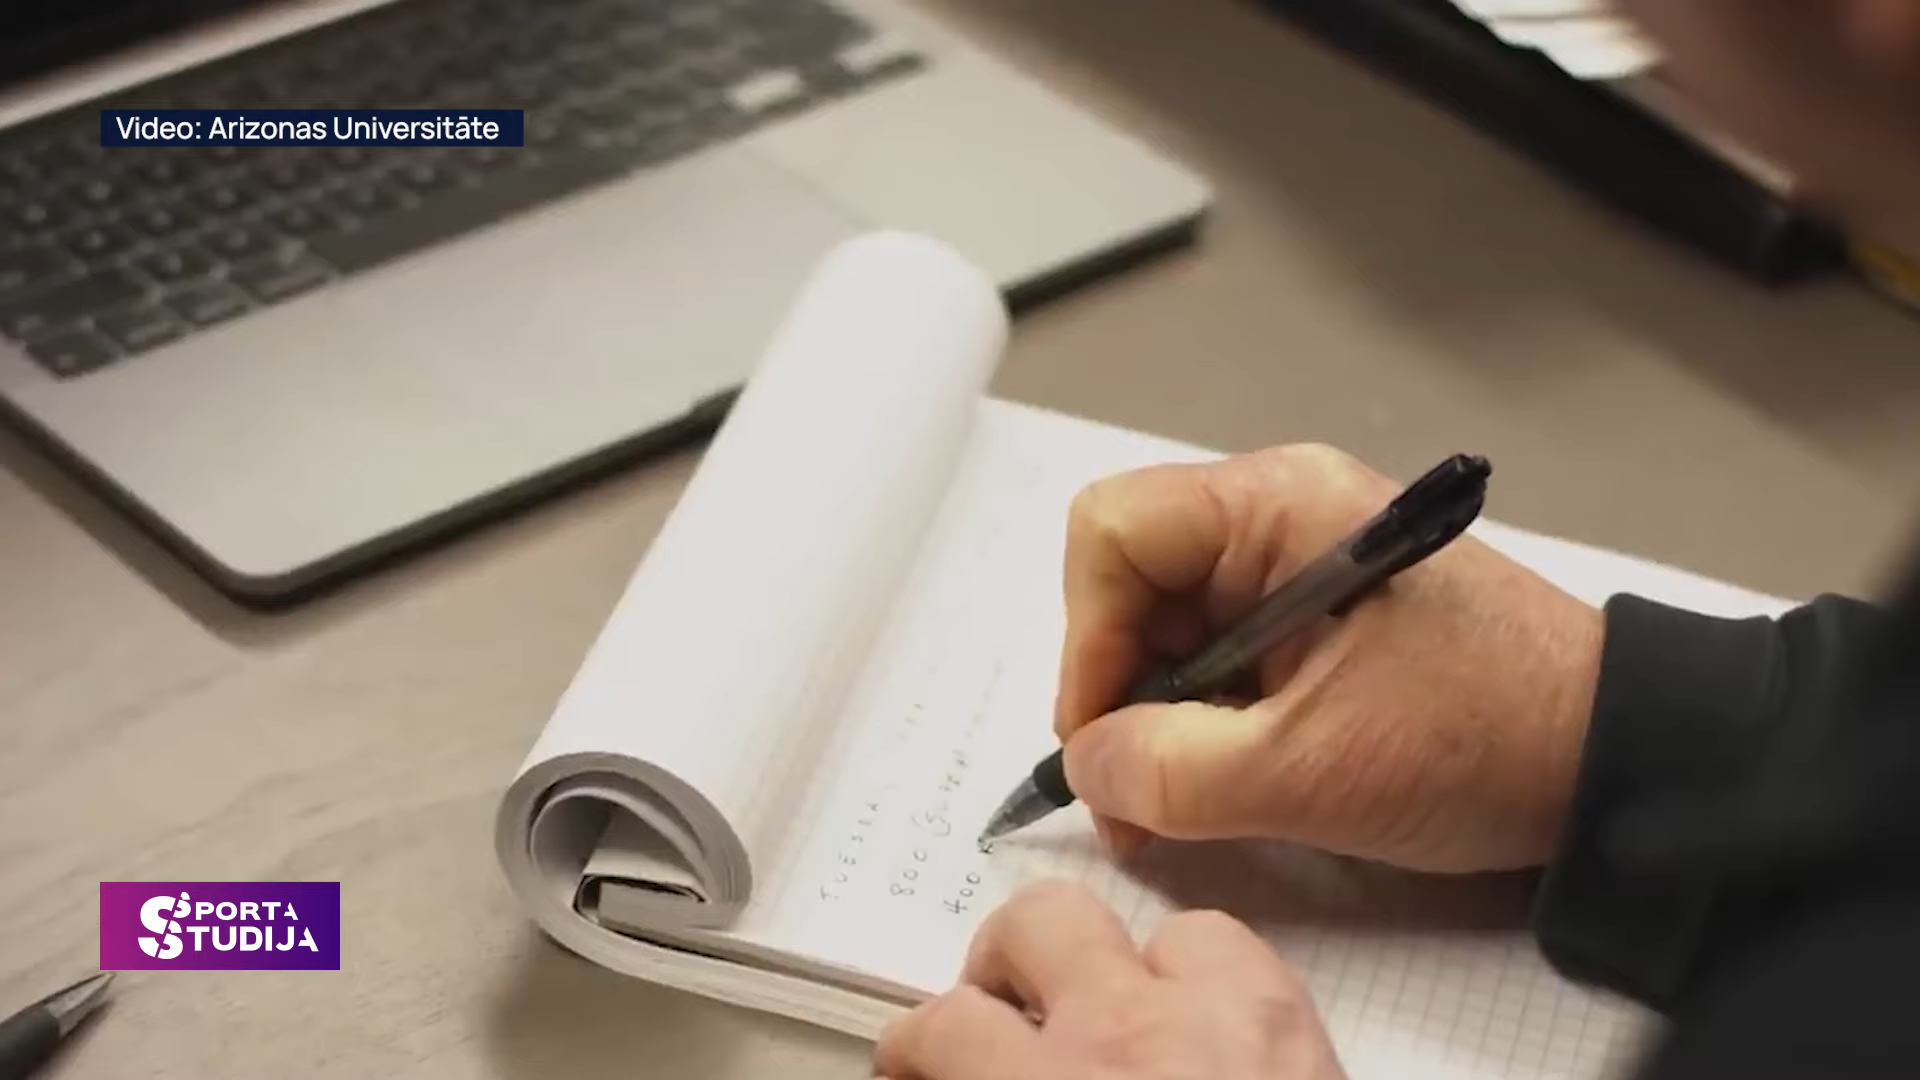 Video: Arizonas Universitāte
SPORTA
STUDIJA
TUESDAY
800
400